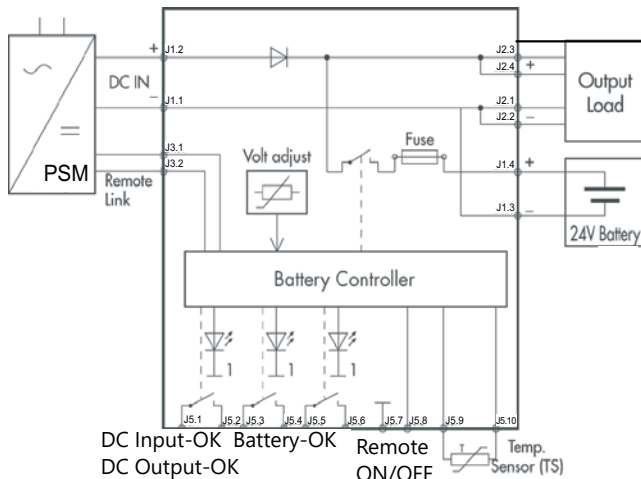 +
J1.2
J2.3
J2.4
+
DC IN
Output
Load
−
J1.1
J2.1
J2.2
−
J3.1
J3.2
PSM
Remote
Link
Volt adjust
Fuse
J1.4
+
J1.3
−
24V Battery
Battery Controller
1
1
1
J5.1
J5.2
J5.3
J5.4
J5.5
J5.6
J5.7
J5.8
J5.9
J5.10
DC Input-OK
Battery-OK
DC Output-OK
Remote
ON/OFF
Temp.
Sensor (TS)